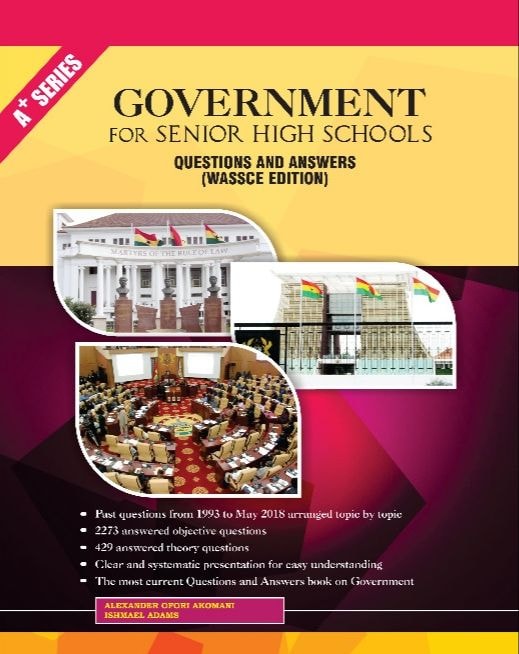 A+ SERIES
GOVERNMENT
FOR SENIOR HIGH SCHOOLS
QUESTIONS AND ANSWERS
(WASSCE EDITION)
MARTYRS OF THE RULE OF LAW
• Past questions from 1993 to May 2018 arranged topic by topic
• 2273 answered objective questions
• 429 answered theory questions
• Clear and systematic presentation for easy understanding
• The most current Questions and Answers book on Government
ALEXANDER OFORI AKOMANI
ISHMAEL ADAMS